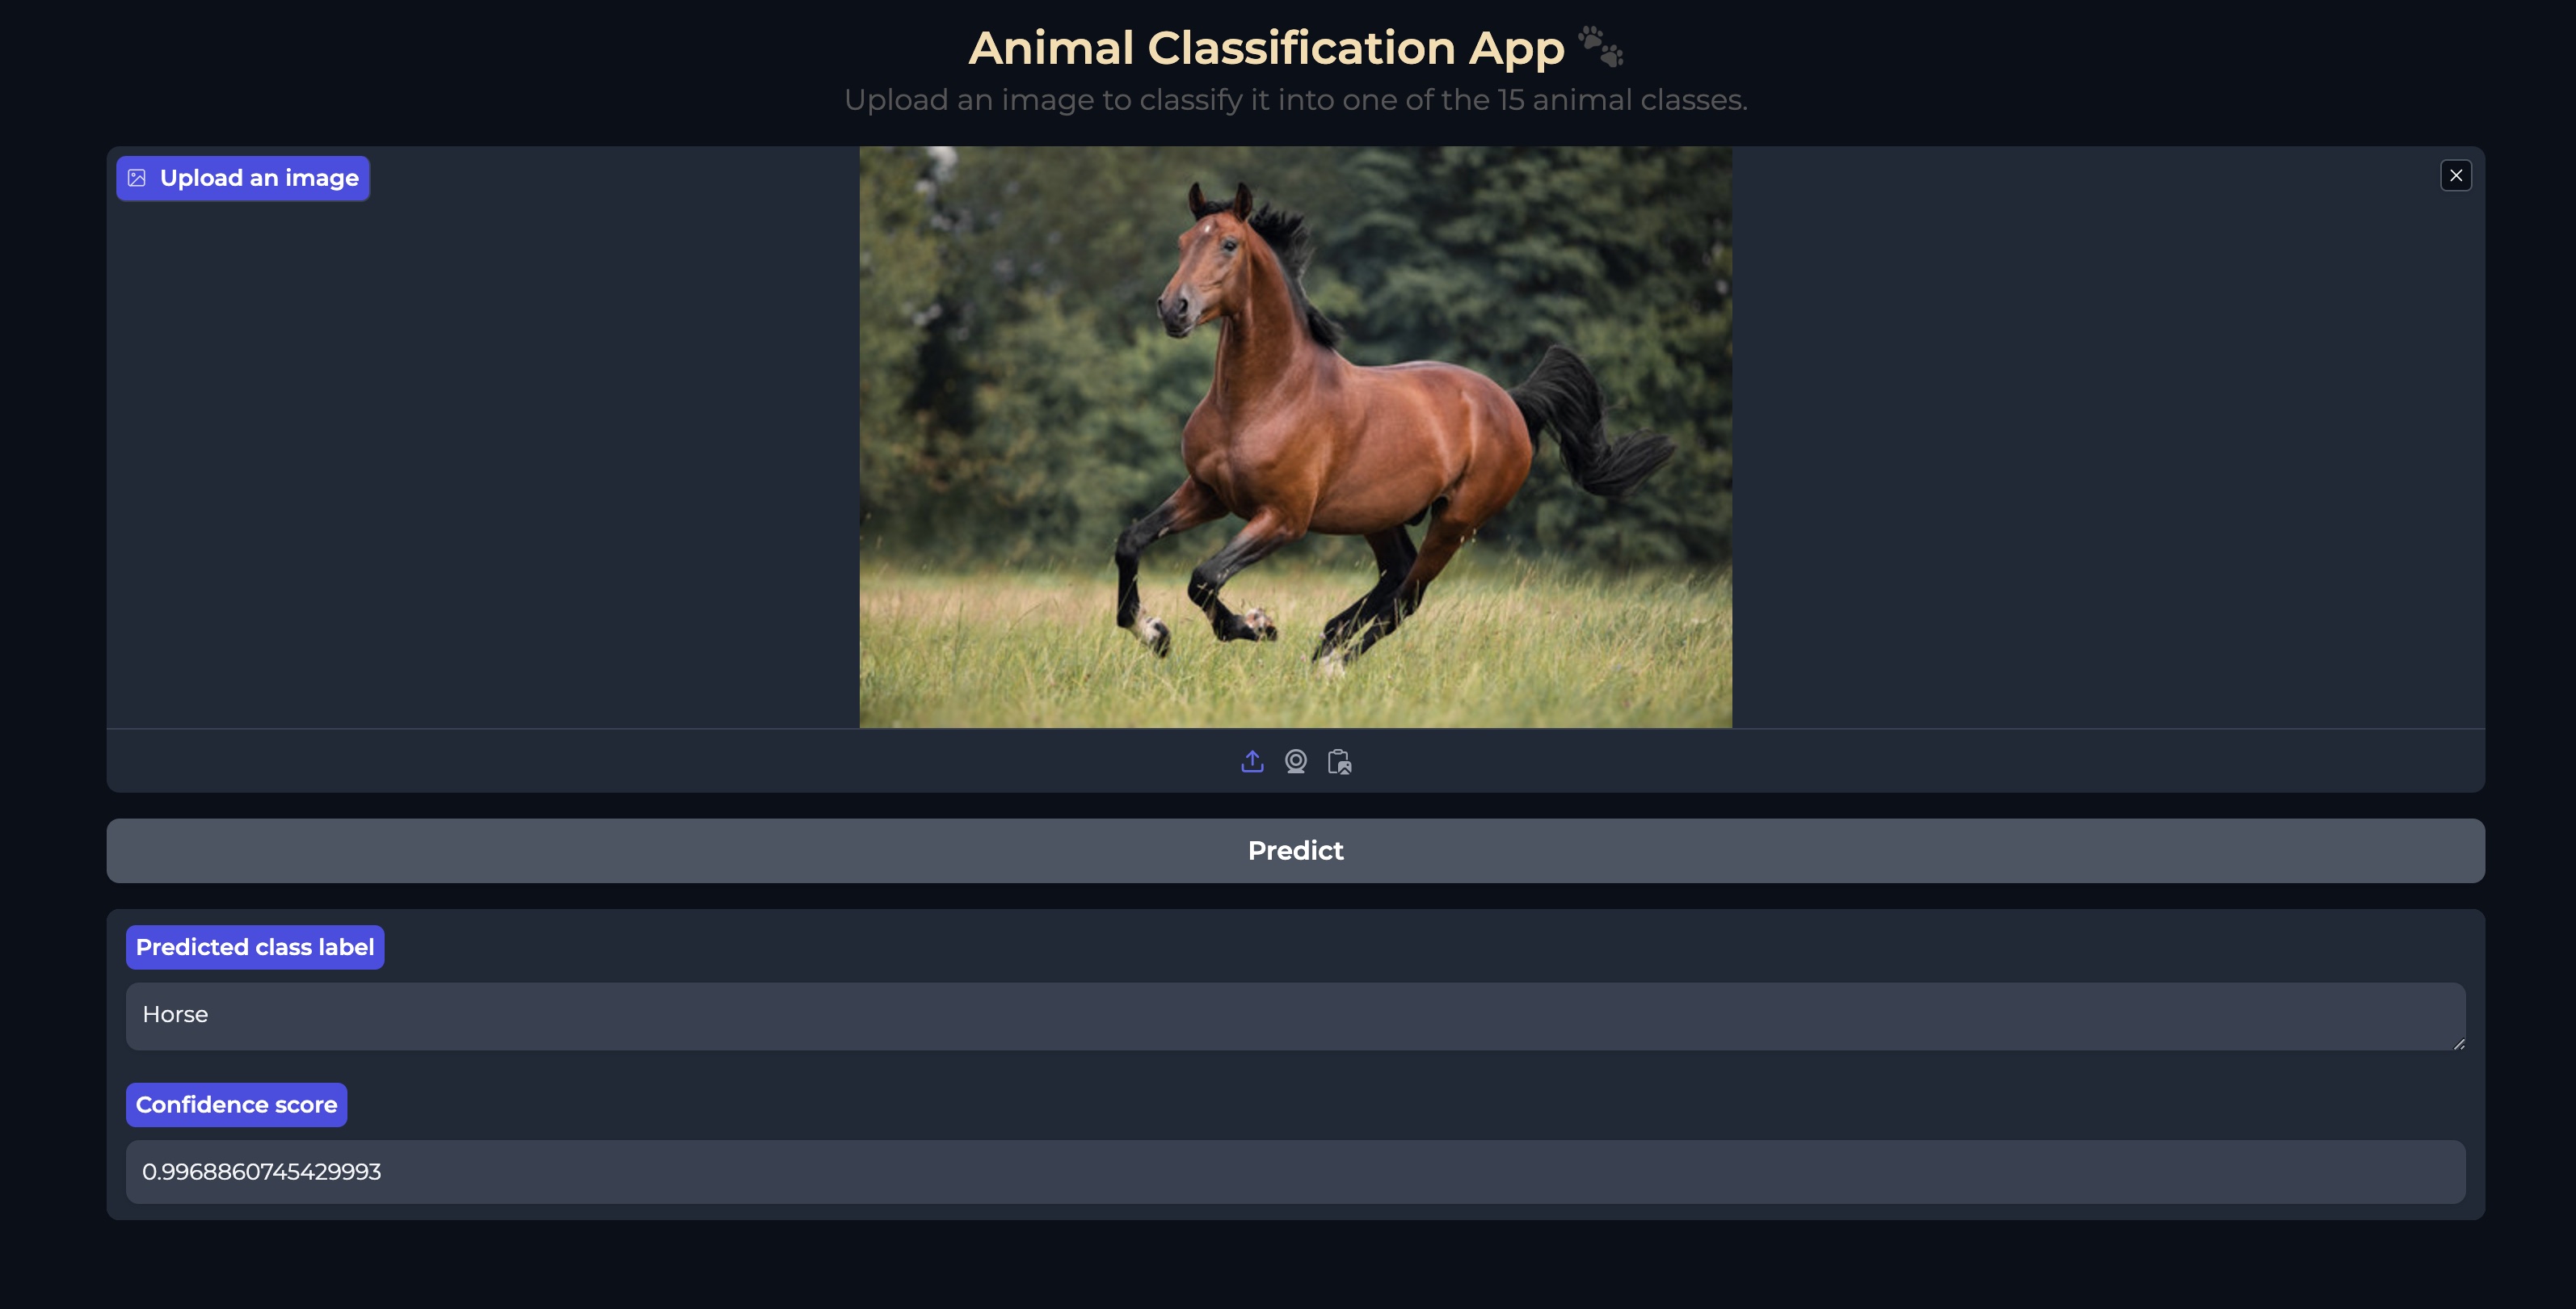 Animal Classification App 🐾
Upload an image to classify it into one of the 15 animal classes.
Upload an image
Predict
Predicted class label
Horse
Confidence score
0.9968860745429993